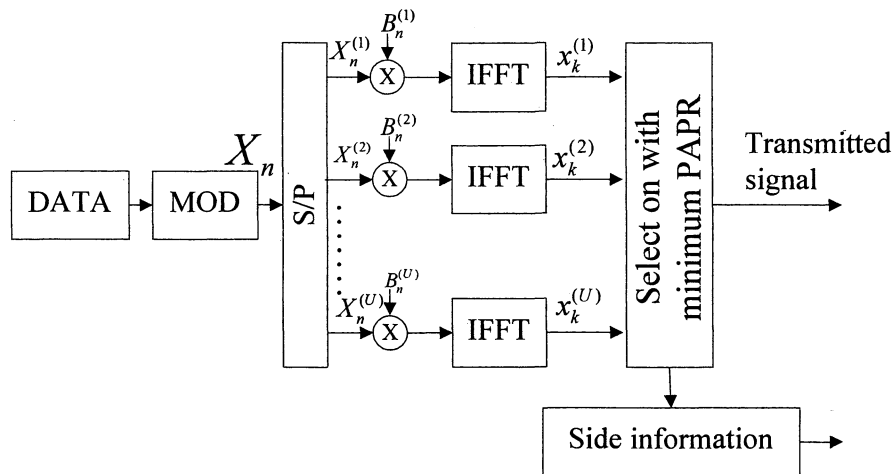 B_n^{(1)}
X_n^{(1)}
X
IFFT
x_k^{(1)}
B_n^{(2)}
X_n^{(2)}
X
IFFT
x_k^{(2)}
X_n
DATA
MOD
S/P
B_n^{(U)}
X_n^{(U)}
X
IFFT
x_k^{(U)}
Select on with
minimum PAPR
Transmitted
signal
Side information